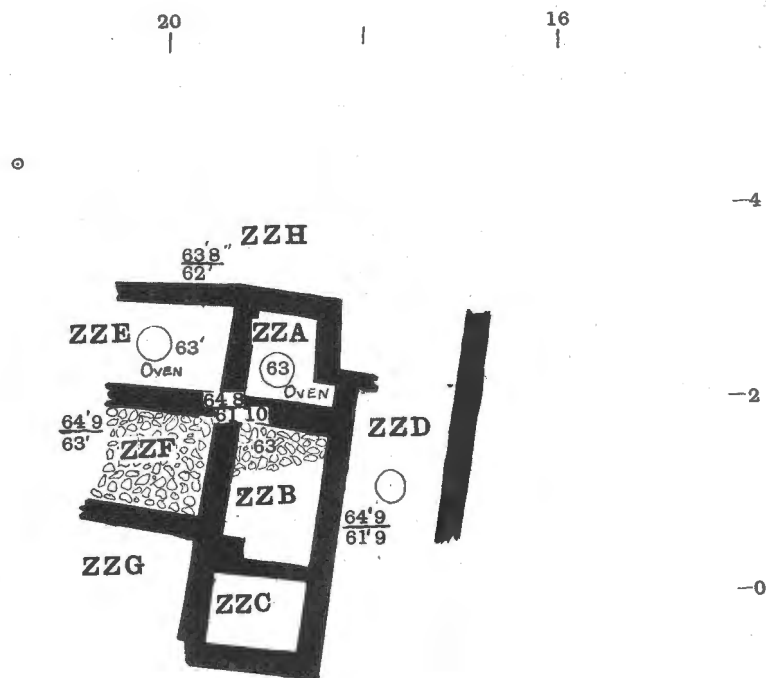 20
16
—4
ZZH
63'8"
62'
ZZE
63'
OVEN
ZZA
63
OVEN
64 8
61 10
—2
64'9
63'
ZZF
63
ZZD
ZZB
64'9
61'9
ZZG
ZZC
—0